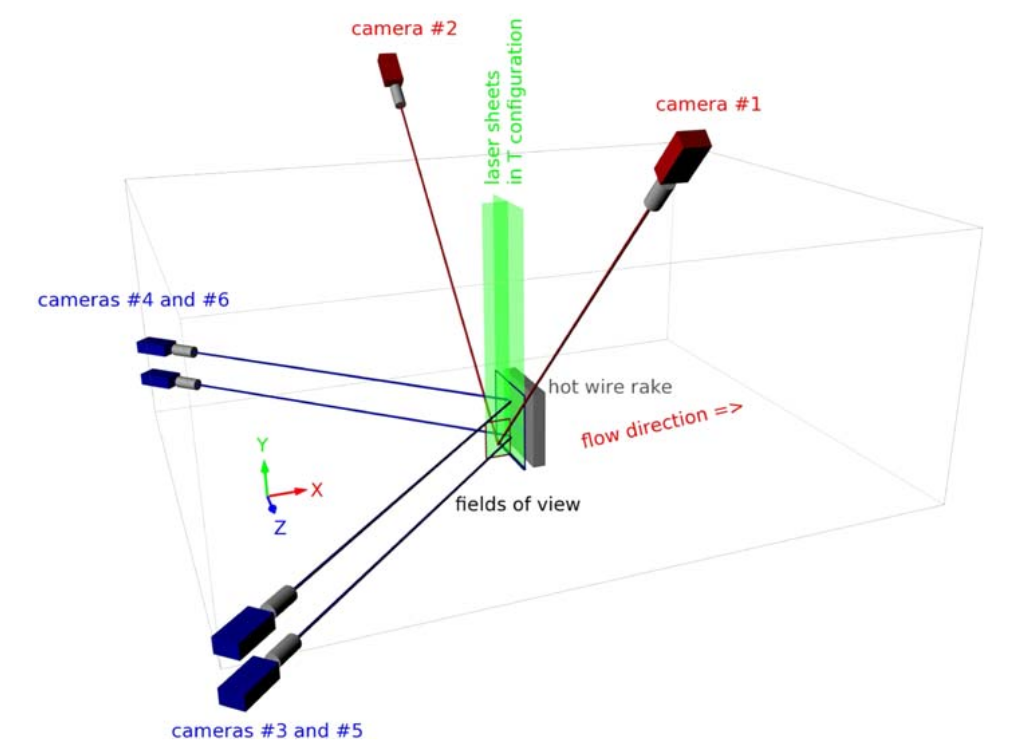 camera #2
laser sheets
in T configuration
camera #1
cameras #4 and #6
hot wire rake
flow direction =>
Y
X
Z
fields of view
cameras #3 and #5